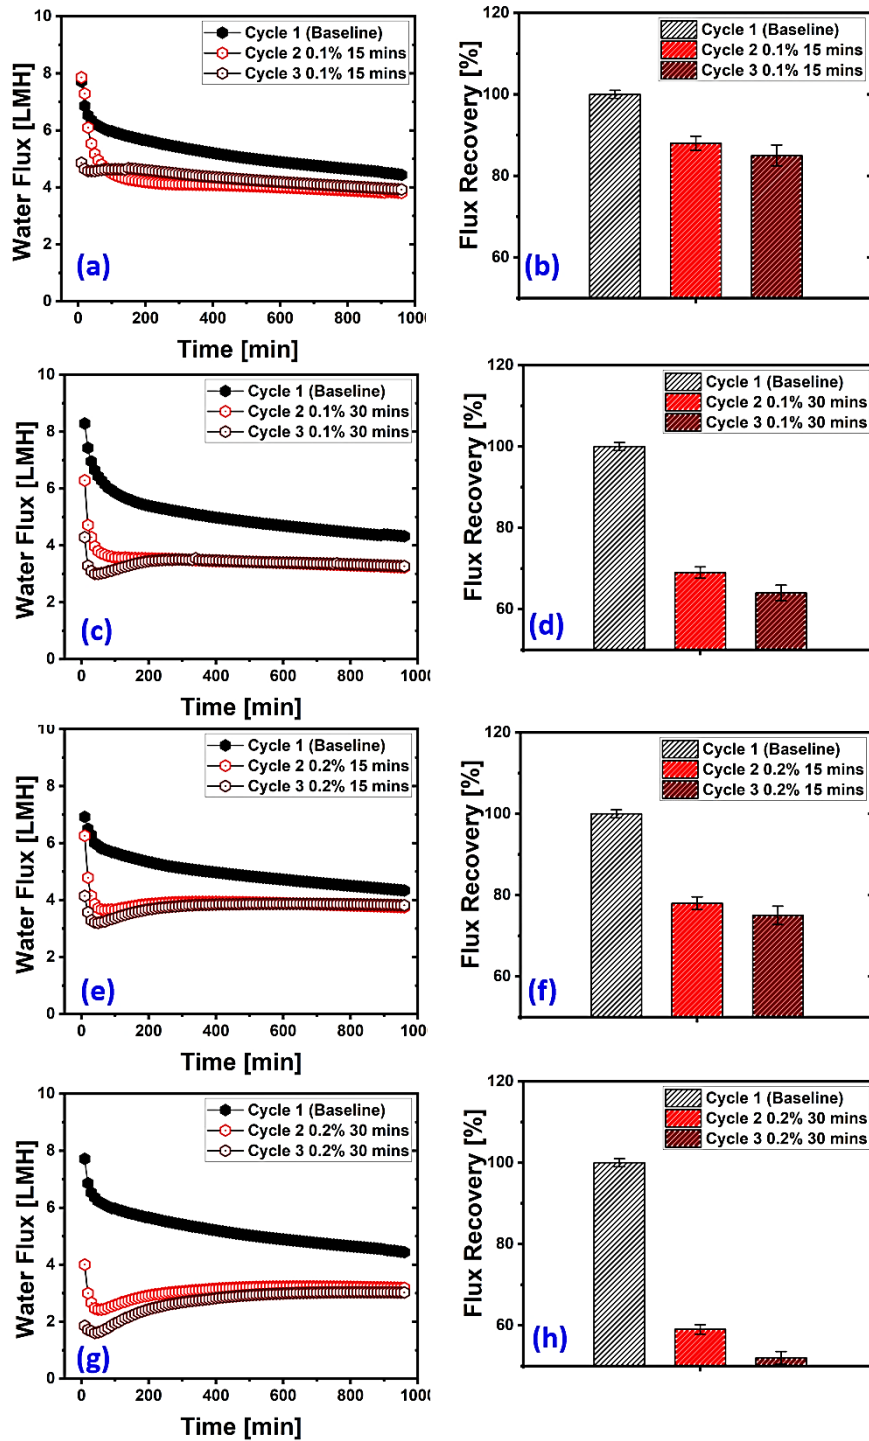 10
8
6
4
2
0
Water Flux [LMH]
Cycle 1 (Baseline)
Cycle 2 0.1% 15 mins
Cycle 3 0.1% 15 mins
(a)
0
200
400
600
800
1000
Time [min]
120
100
80
60
Flux Recovery [%]
Cycle 1 (Baseline)
Cycle 2 0.1% 15 mins
Cycle 3 0.1% 15 mins
(b)
10
8
6
4
2
0
Water Flux [LMH]
Cycle 1 (Baseline)
Cycle 2 0.1% 30 mins
Cycle 3 0.1% 30 mins
(c)
0
200
400
600
800
Time [min]
120
100
80
60
Flux Recovery [%]
Cycle 1 (Baseline)
Cycle 2 0.1% 30 mins
Cycle 3 0.1% 30 mins
(d)
10
8
6
4
2
0
Water Flux [LMH]
Cycle 1 (Baseline)
Cycle 2 0.2% 15 mins
Cycle 3 0.2% 15 mins
(e)
0
200
400
600
800
Time [min]
120
100
80
60
Flux Recovery [%]
Cycle 1 (Baseline)
Cycle 2 0.2% 15 mins
Cycle 3 0.2% 15 mins
(f)
10
8
6
4
2
0
Water Flux [LMH]
Cycle 1 (Baseline)
Cycle 2 0.2% 30 mins
Cycle 3 0.2% 30 mins
(g)
0
200
400
600
800
1000
Time [min]
120
100
80
60
Flux Recovery [%]
Cycle 1 (Baseline)
Cycle 2 0.2% 30 mins
Cycle 3 0.2% 30 mins
(h)